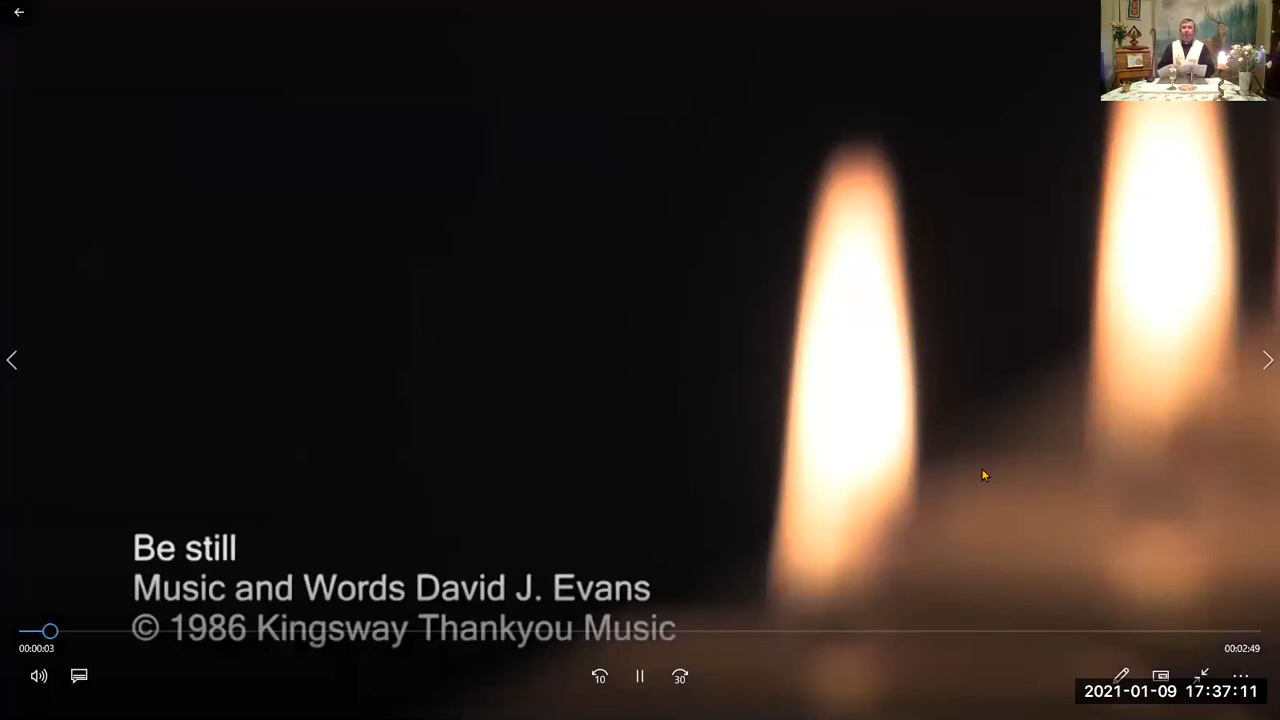 Be still
Music and Words David J. Evans
© 1986 Kingsway Thankyou Music
00:00:03
00:02:49
10
30
2021-01-09 17:37:11